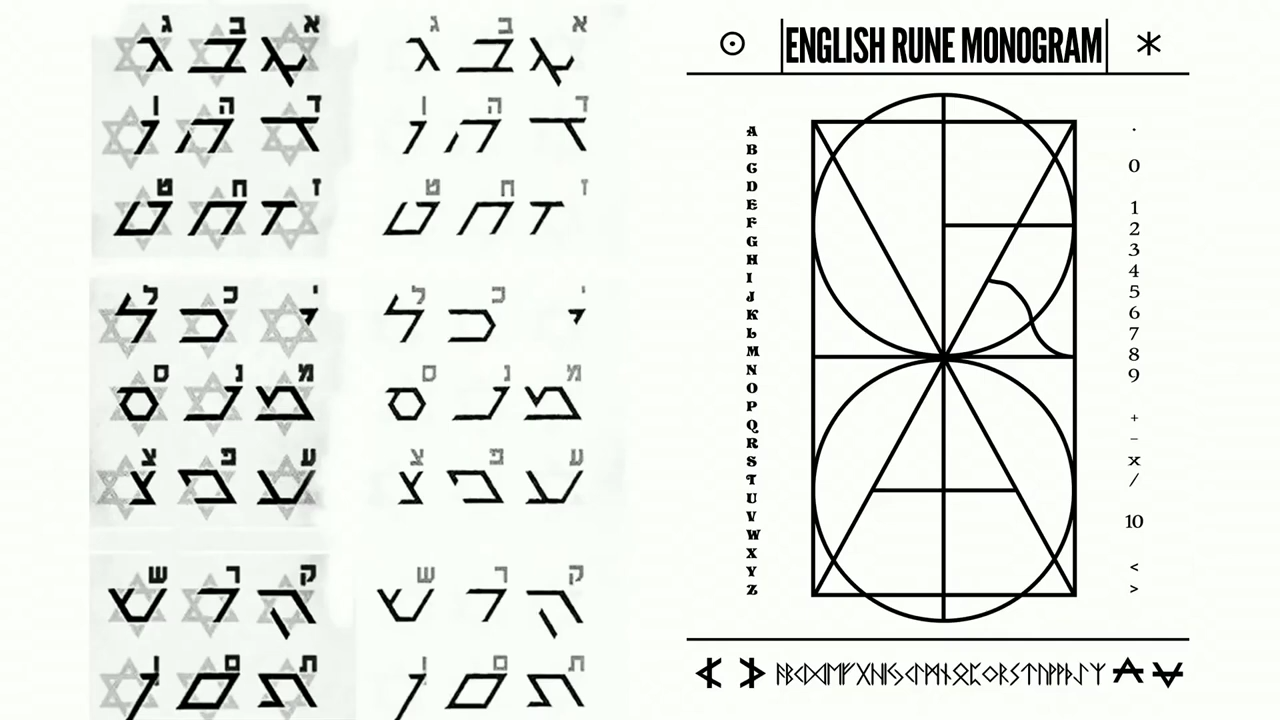 א ב ג
א ב ג
ד ה ו
ד ה ו
ז ח ט
ז ח ט
י כ ל
י כ ל
מ נ ס
מ נ ס
ע פ צ
ע פ צ
ק ר ש
ק ר ש
ת ם ן
ת ם ן
א ב ג
א ב ג
ד ה ו
ד ה ו
ז ח ט
ז ח ט
י כ ל
י כ ל
מ נ ס
מ נ ס
ע פ צ
ע פ צ
ק ר ש
ק ר ש
ת ם ן
ת ם ן
ENGLISH RUNE MONOGRAM
A
B
C
D
E
F
G
H
I
J
K
L
M
N
O
P
Q
R
S
T
U
V
W
X
Y
Z
.
0
1
2
3
4
5
6
7
8
9
+
–
x
/
10
<
>